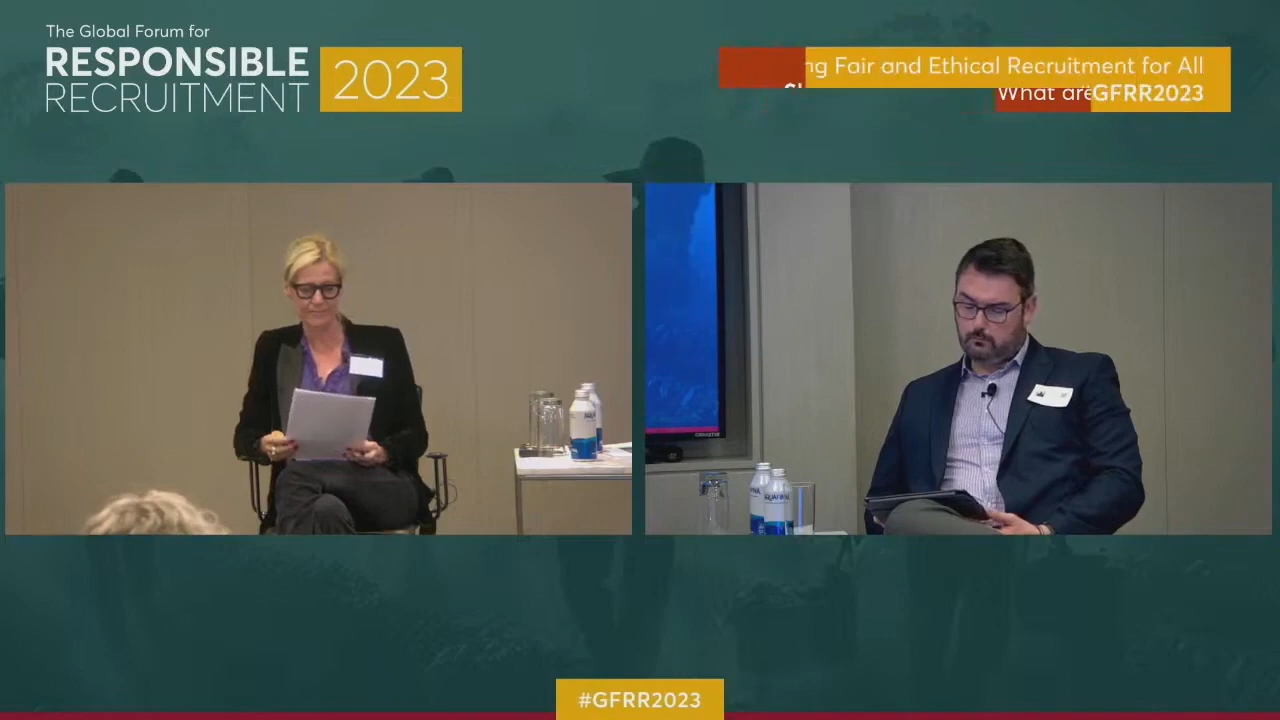 The Global Forum for
RESPONSIBLE
RECRUITMENT
2023
ng Fair and Ethical Recruitment for All
What are
GFRR2023
#GFRR2023